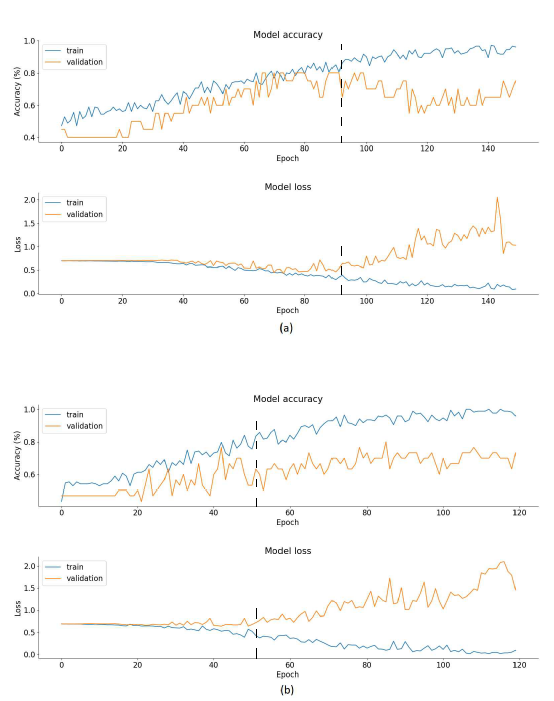 Model accuracy
1.0
0.8
0.6
0.4
Accuracy (%)
train
validation
0 20 40 60 80 100 120 140
Epoch
Model loss
2.0
1.5
1.0
0.5
0.0
Loss
train
validation
0 20 40 60 80 100 120 140
Epoch
(a)
Model accuracy
1.0
0.8
0.6
Accuracy (%)
train
validation
0 20 40 60 80 100 120
Epoch
Model loss
2.0
1.5
1.0
0.5
0.0
Loss
train
validation
0 20 40 60 80 100 120
Epoch
(b)